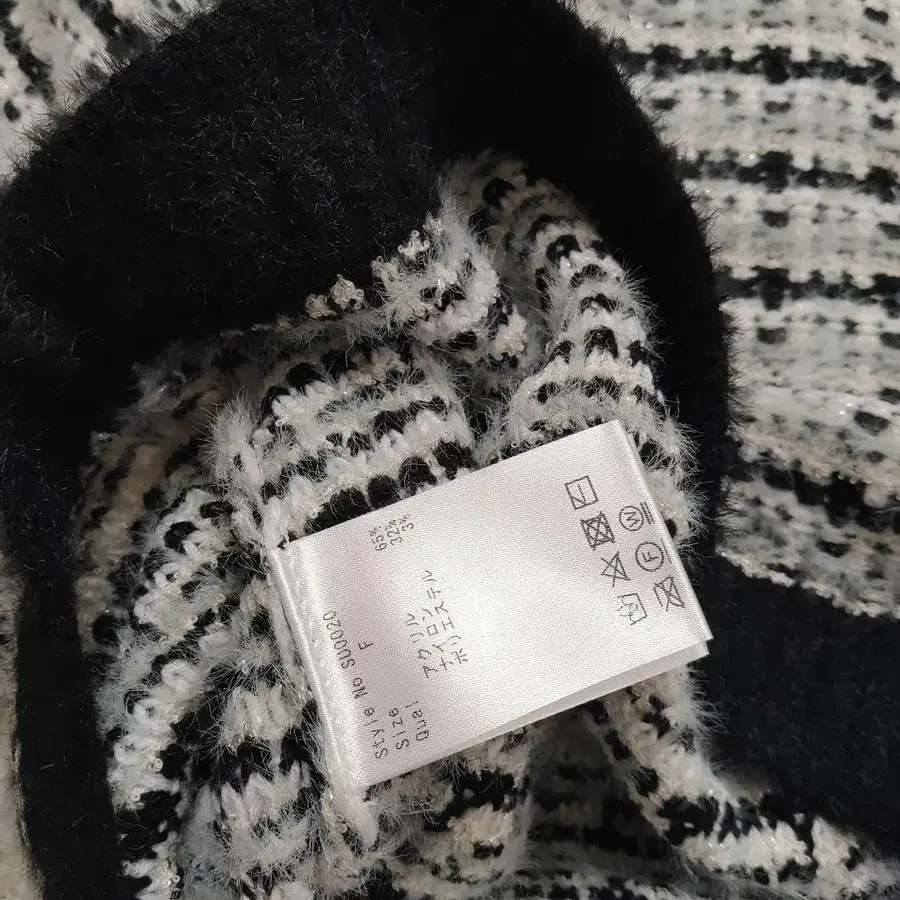 Style No SU0020
Size F
Qual アクリル 65%
ナイロン 32%
ポリエステル 3%
W
F